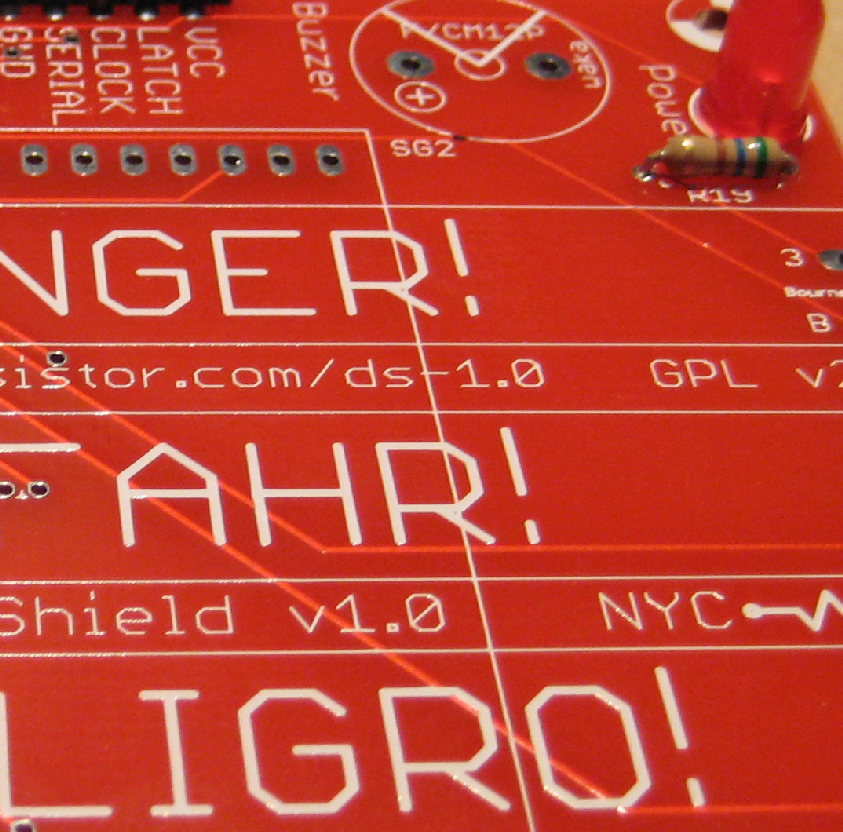 GND
SERIAL
CLOCK
LATCH
VCC
Buzzer
SG2
R19
NGER!
3
B
sistor.com/ds-1.0 GPL v2
AHR!
Shield v1.0 NYC
LIGRO!